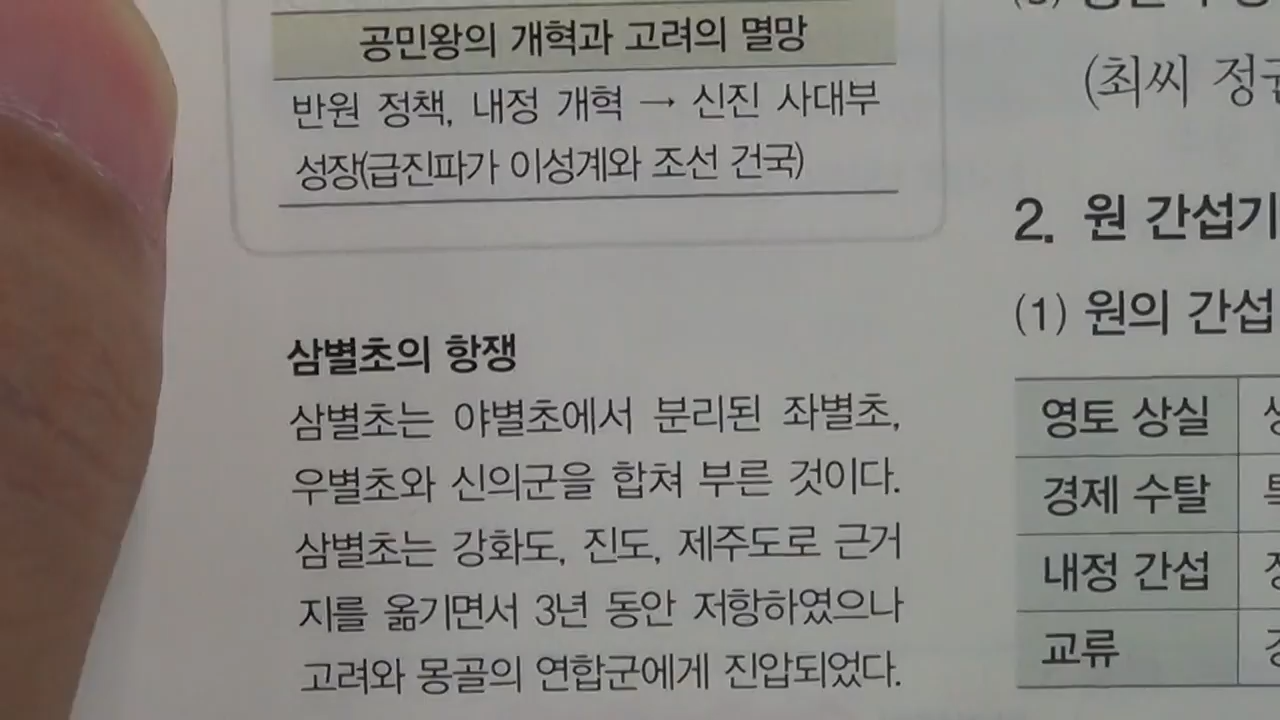 공민왕의 개혁과 고려의 멸망
반원 정책, 내정 개혁 → 신진 사대부
성장(급진파가 이성계와 조선 건국)
삼별초의 항쟁
삼별초는 야별초에서 분리된 좌별초,
우별초와 신의군을 합쳐 부른 것이다.
삼별초는 강화도, 진도, 제주도로 근거
지를 옮기면서 3년 동안 저항하였으나
고려와 몽골의 연합군에게 진압되었다.
(최씨
2. 원 간섭기
(1) 원의 간섭
영토 상실
경제 수탈
내정 간섭
교류